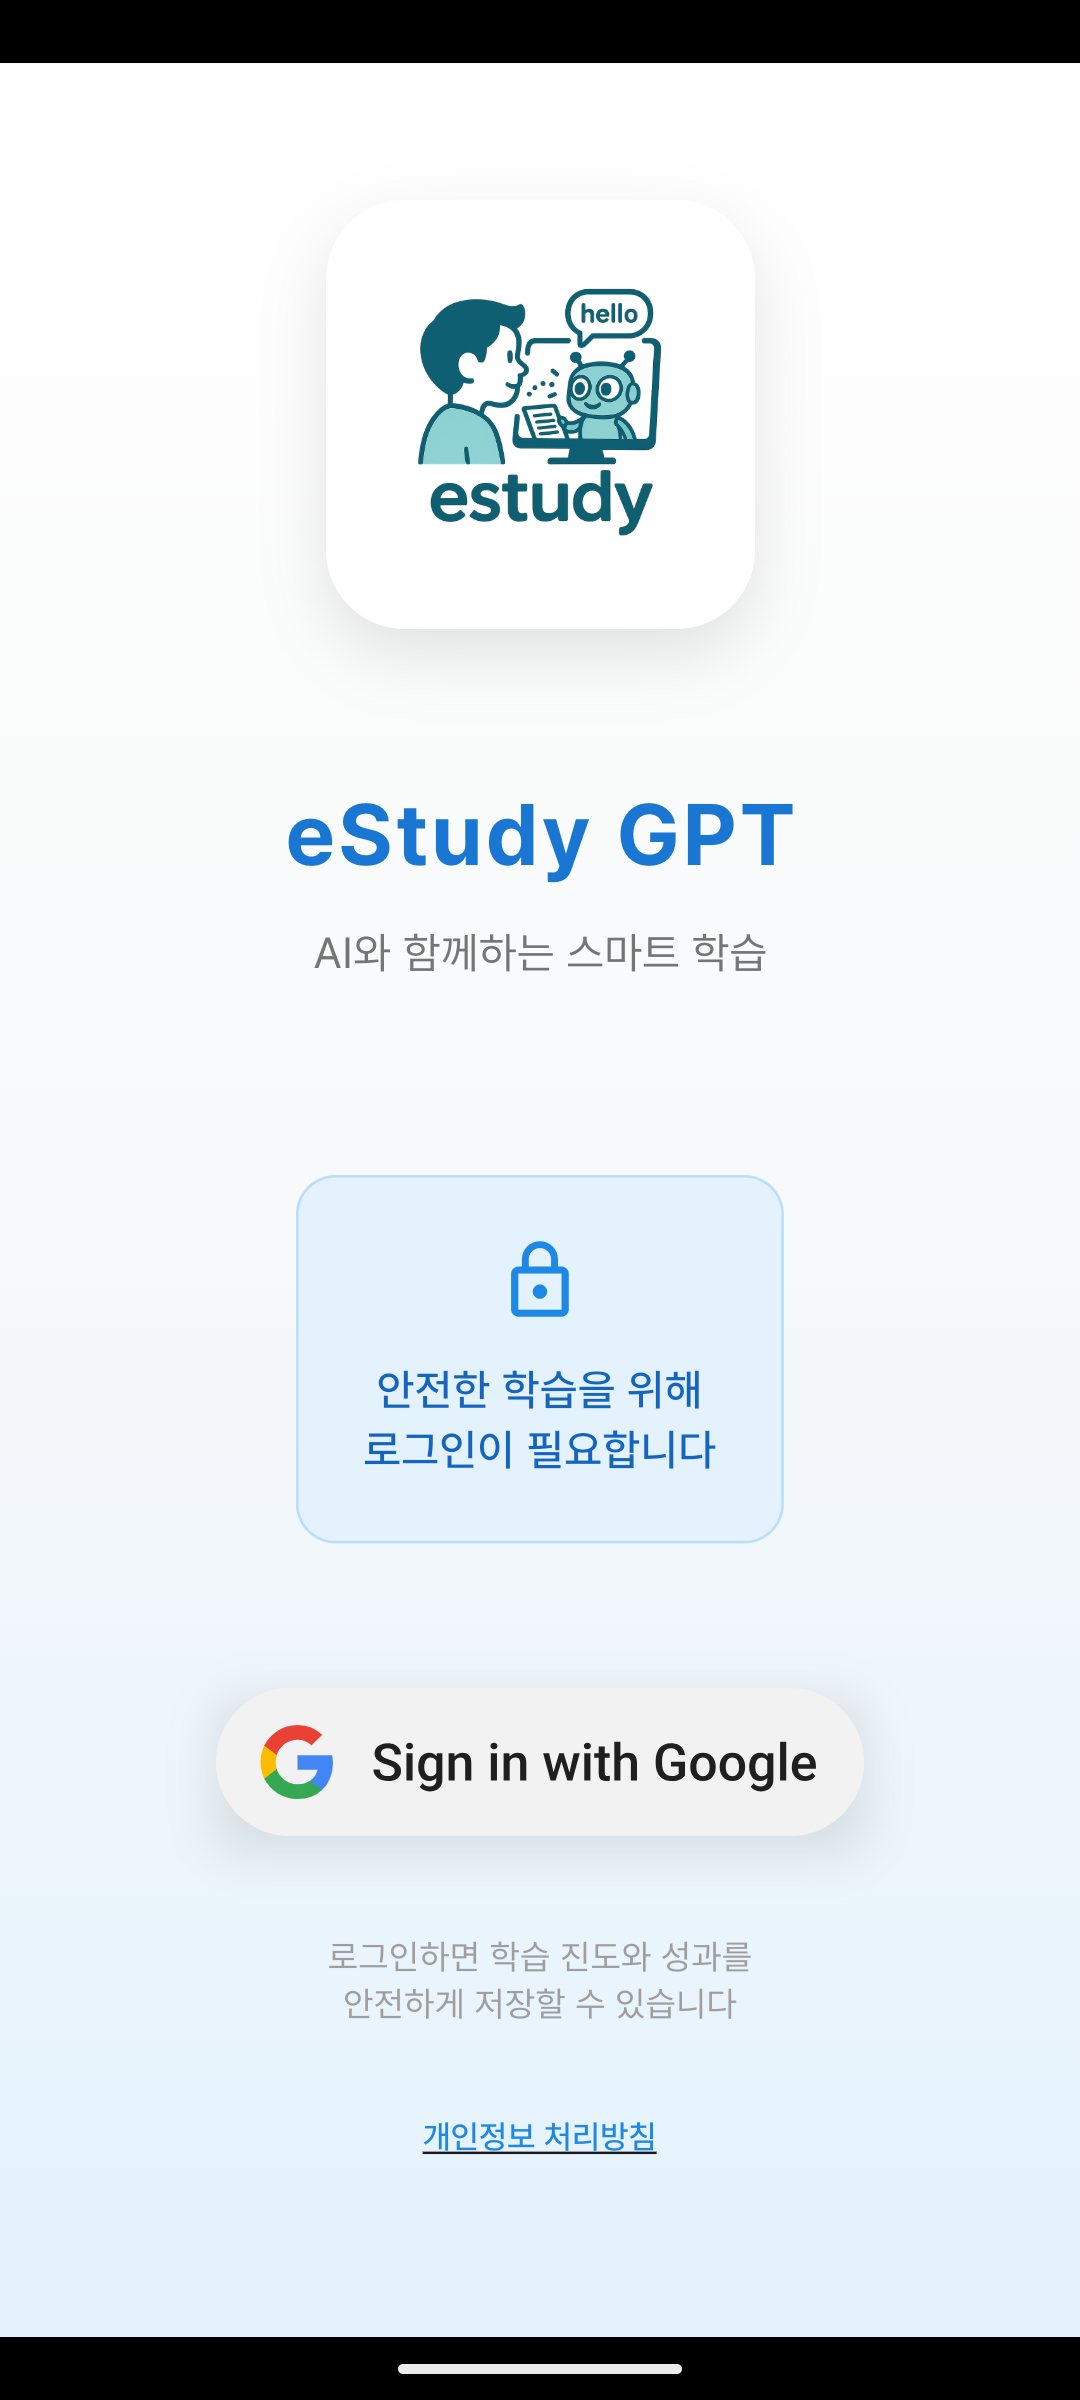 hello
estudy
eStudy GPT
AI와 함께하는 스마트 학습
안전한 학습을 위해
로그인이 필요합니다
Sign in with Google
로그인하면 학습 진도와 성과를
안전하게 저장할 수 있습니다
개인정보 처리방침